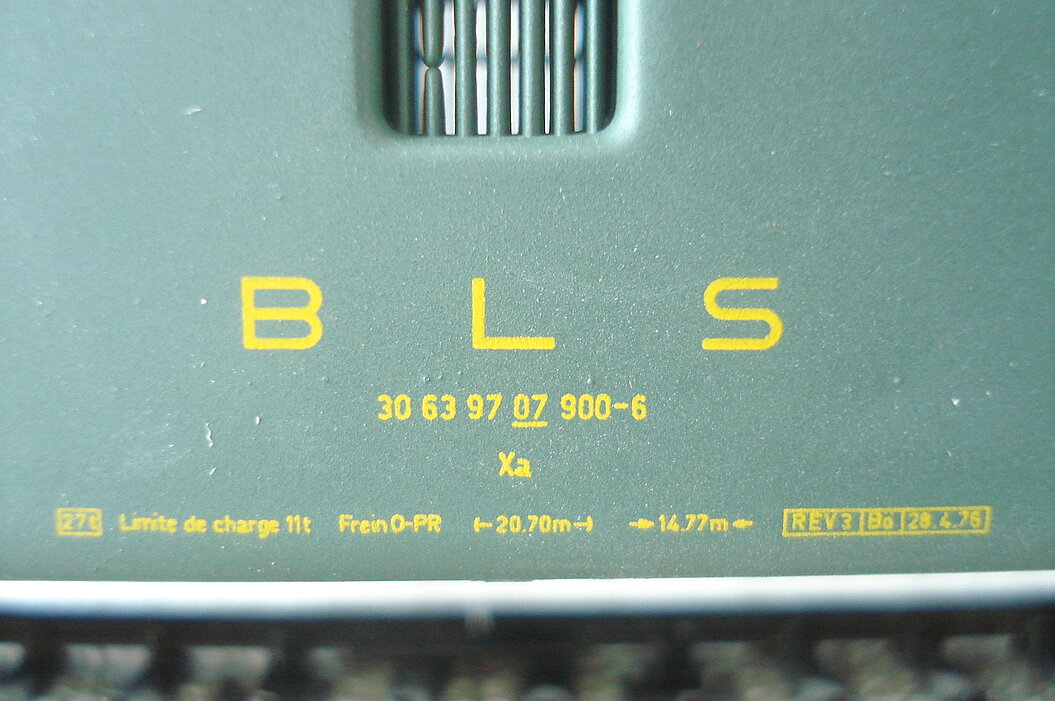 B L S
30 63 97 07 900-6
Xa
27t Limite de charge 11t Frein O-PR 20.70m 14.77m REV 3 Bö 28.4.76